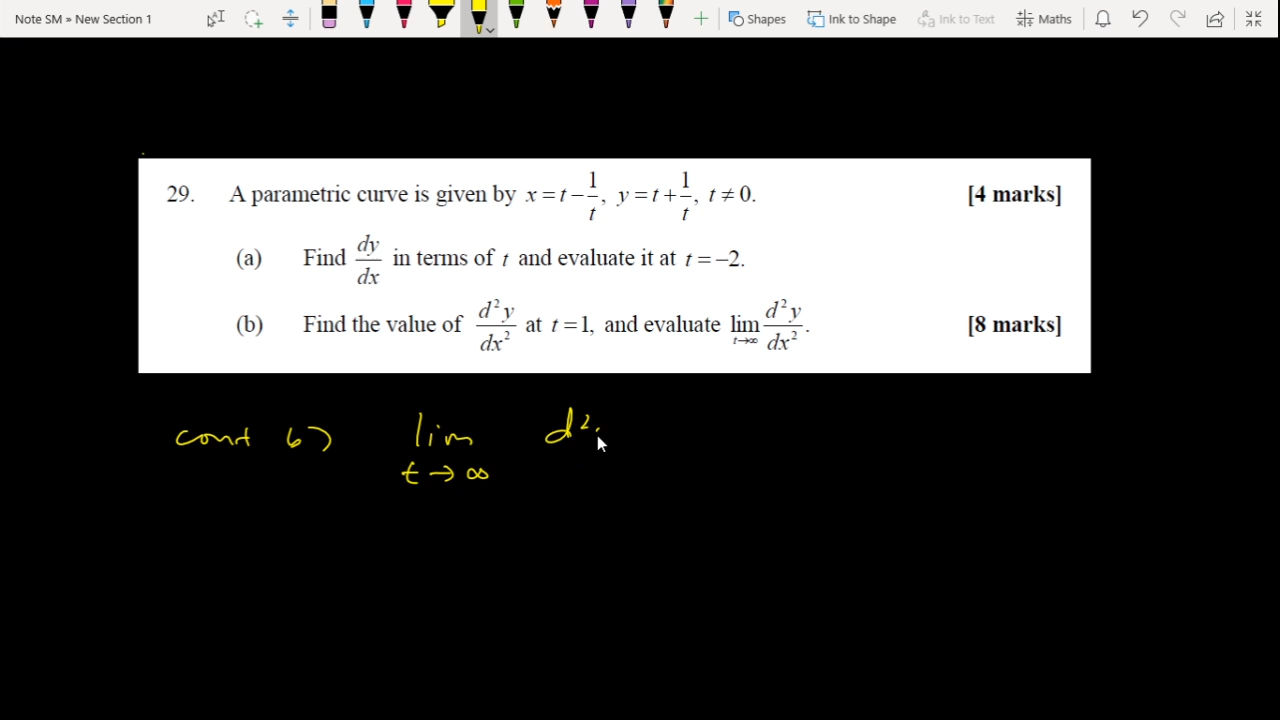 Note SM » New Section 1
Shapes
Ink to Shape
Ink to Text
Maths
29. A parametric curve is given by x = t − 1/t, y = t + 1/t, t ≠ 0. [4 marks]
(a) Find dy/dx in terms of t and evaluate it at t = −2.
(b) Find the value of d²y/dx² at t = 1, and evaluate lim t→∞ d²y/dx². [8 marks]
cont b) lim t→∞ d²